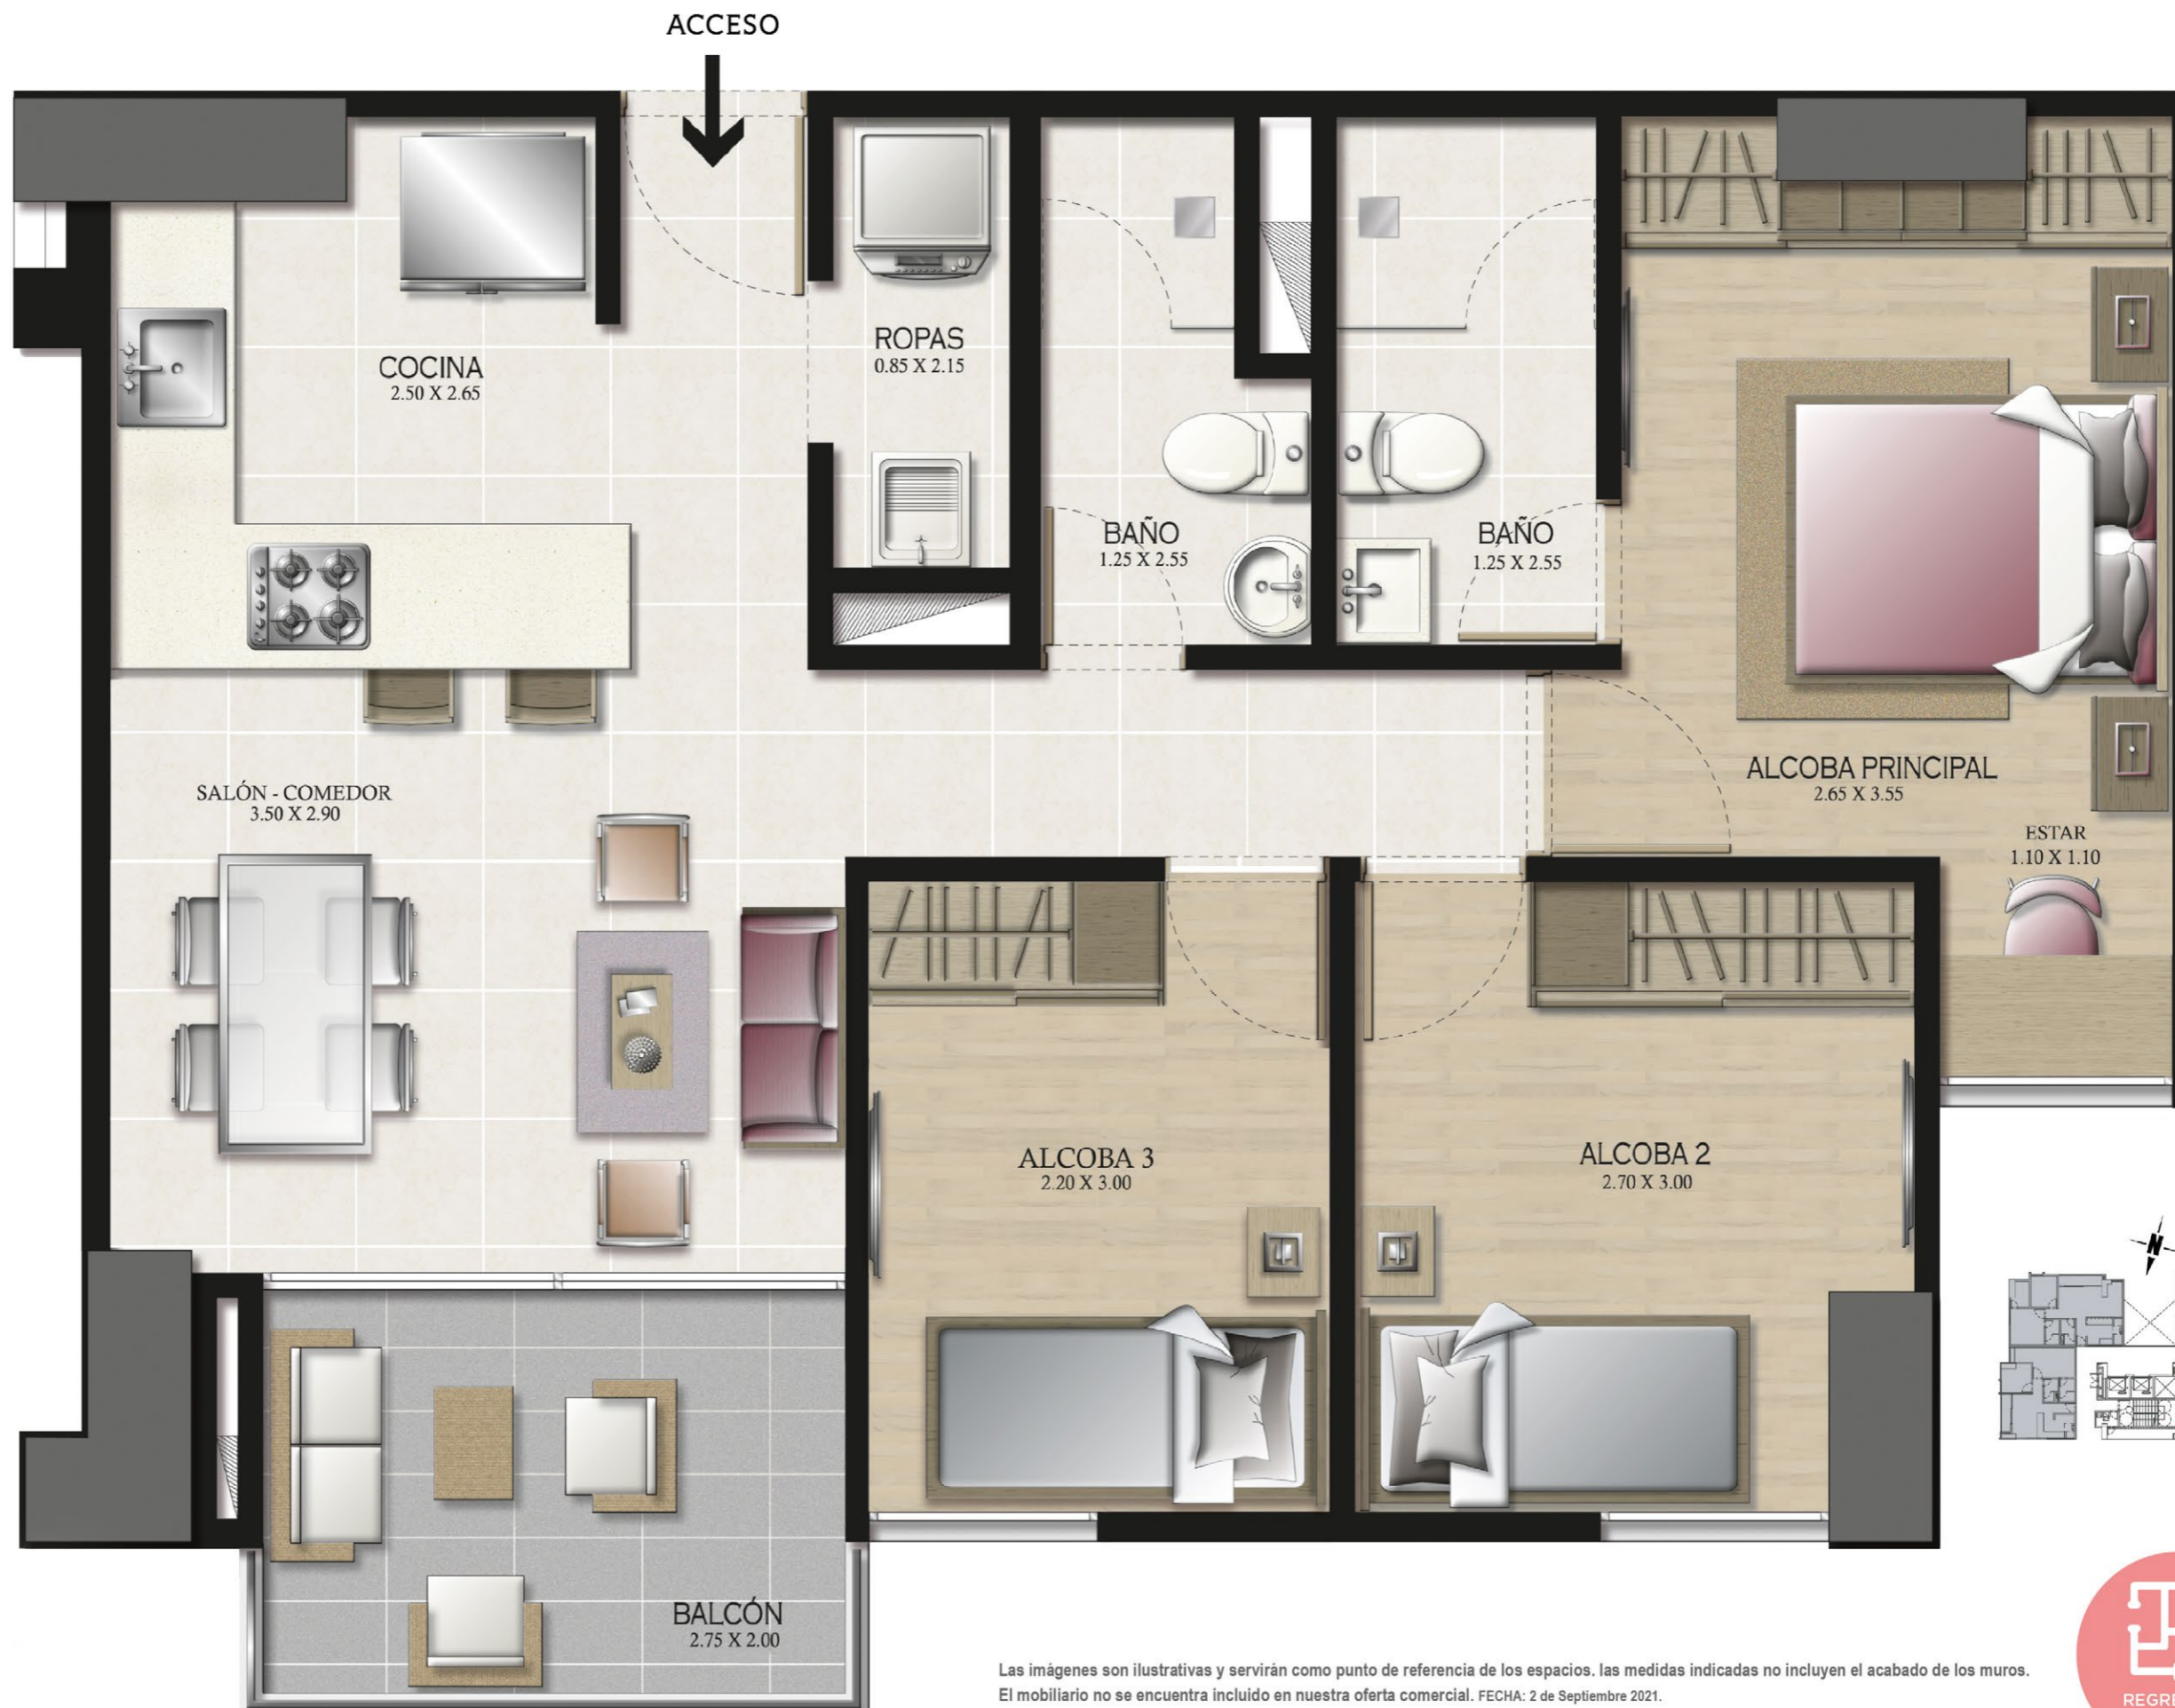 ACCESO
COCINA
2.50 X 2.65
ROPAS
0.85 X 2.15
BAÑO
1.25 X 2.55
BAÑO
1.25 X 2.55
SALÓN - COMEDOR
3.50 X 2.90
ALCOBA PRINCIPAL
2.65 X 3.55
ESTAR
1.10 X 1.10
ALCOBA 3
2.20 X 3.00
ALCOBA 2
2.70 X 3.00
N
BALCÓN
2.75 X 2.00
Las imágenes son ilustrativas y servirán como punto de referencia de los espacios. las medidas indicadas no incluyen el acabado de los muros.
El mobiliario no se encuentra incluido en nuestra oferta comercial. FECHA: 2 de Septiembre 2021.